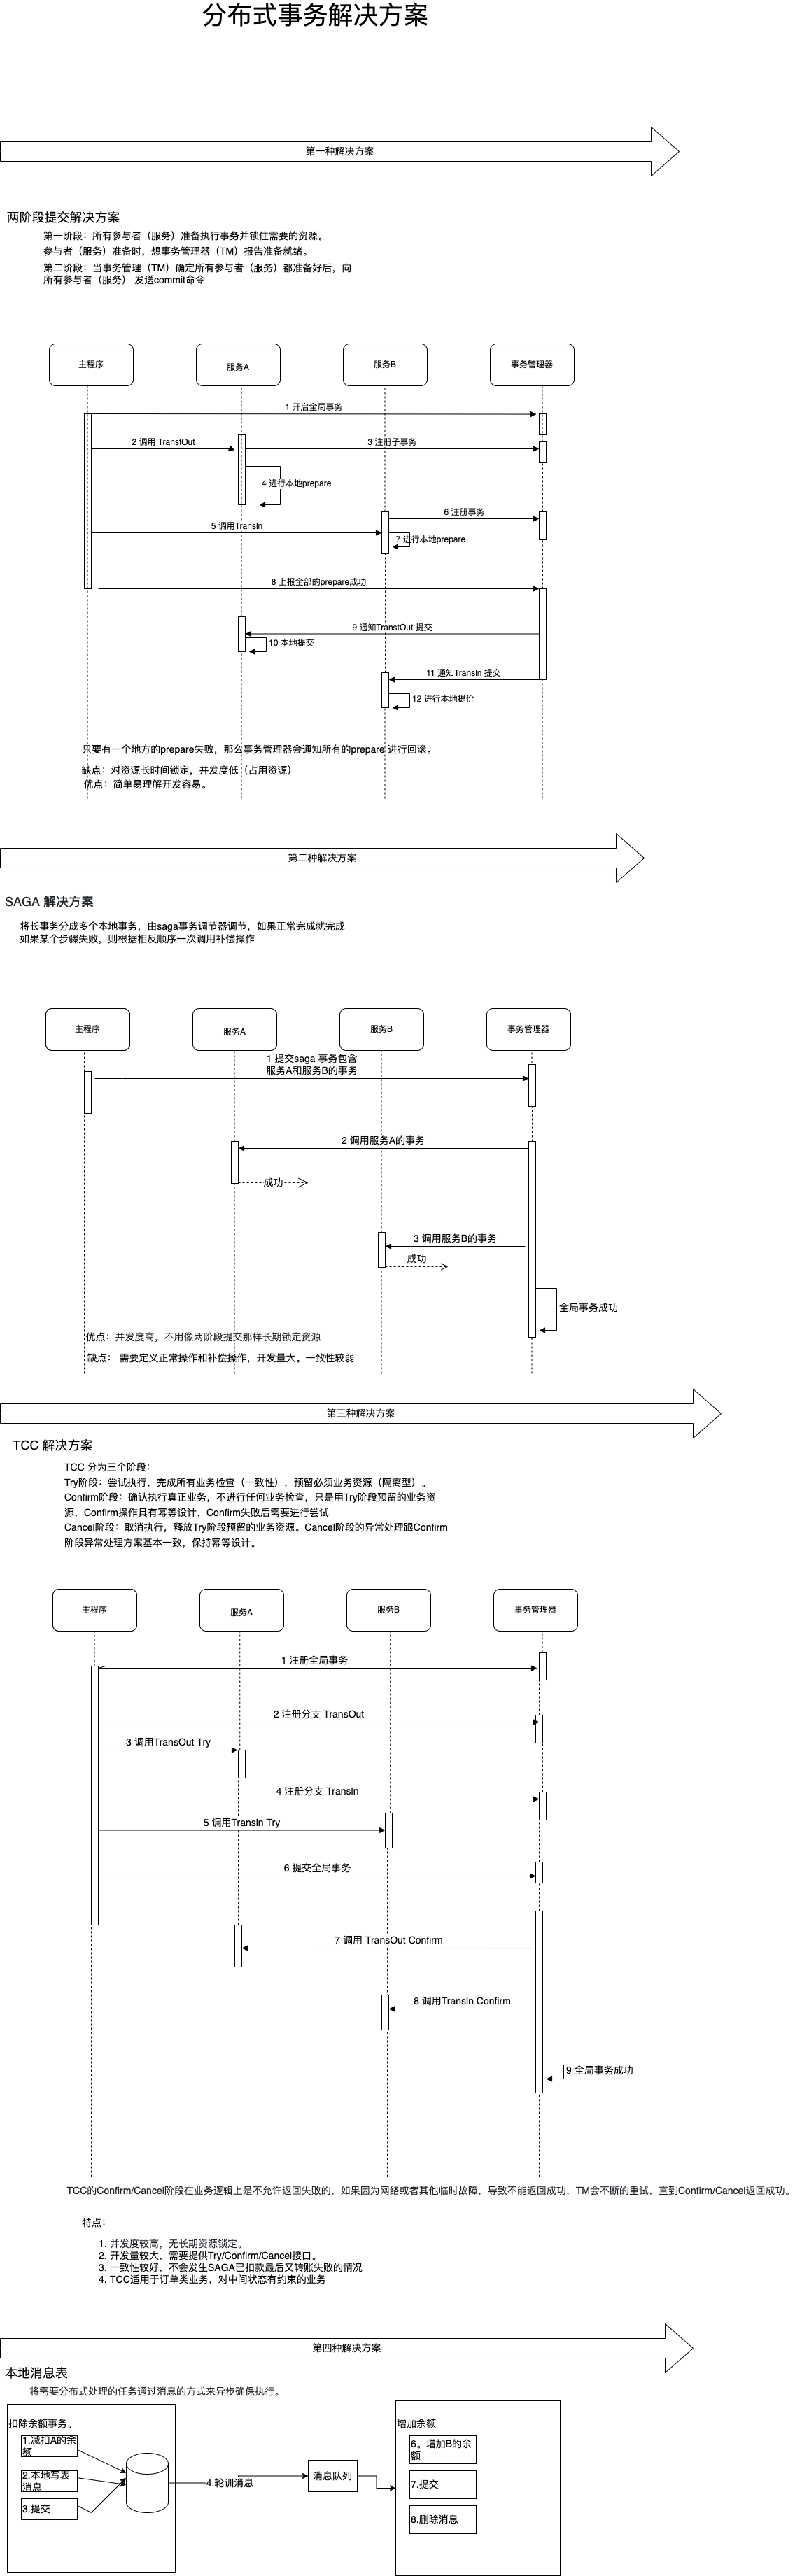 分布式事务解决方案
第一种解决方案
两阶段提交解决方案
第一阶段：所有参与者（服务）准备执行事务并锁住需要的资源。
参与者（服务）准备时，想事务管理器（TM）报告准备就绪。
第二阶段：当事务管理（TM）确定所有参与者（服务）都准备好后，向
所有参与者（服务） 发送commit命令
主程序
服务A
服务B
事务管理器
1 开启全局事务
2 调用 TranstOut
3 注册子事务
4 进行本地prepare
6 注册事务
5 调用TransIn
7 进行本地prepare
8 上报全部的prepare成功
9 通知TranstOut 提交
10 本地提交
11 通知TransIn 提交
12 进行本地提价
只要有一个地方的prepare失败，那么事务管理器会通知所有的prepare 进行回滚。
缺点：对资源长时间锁定，并发度低（占用资源）
优点：简单易理解开发容易。
第二种解决方案
SAGA 解决方案
将长事务分成多个本地事务，由saga事务调节器调节，如果正常完成就完成
如果某个步骤失败，则根据相反顺序一次调用补偿操作
主程序
服务A
服务B
事务管理器
1 提交saga 事务包含
服务A和服务B的事务
2 调用服务A的事务
成功
3 调用服务B的事务
成功
全局事务成功
优点：并发度高，不用像两阶段提交那样长期锁定资源
缺点： 需要定义正常操作和补偿操作，开发量大。一致性较弱
第三种解决方案
TCC 解决方案
TCC 分为三个阶段：
Try阶段：尝试执行，完成所有业务检查（一致性），预留必须业务资源（隔离型）。
Confirm阶段：确认执行真正业务，不进行任何业务检查，只是用Try阶段预留的业务资
源，Confirm操作具有幂等设计，Confirm失败后需要进行尝试
Cancel阶段：取消执行，释放Try阶段预留的业务资源。Cancel阶段的异常处理跟Confirm
阶段异常处理方案基本一致，保持幂等设计。
主程序
服务A
服务B
事务管理器
1 注册全局事务
2 注册分支 TransOut
3 调用TransOut Try
4 注册分支 TransIn
5 调用TransIn Try
6 提交全局事务
7 调用 TransOut Confirm
8 调用TransIn Confirm
9 全局事务成功
TCC的Confirm/Cancel阶段在业务逻辑上是不允许返回失败的，如果因为网络或者其他临时故障，导致不能返回成功，TM会不断的重试，直到Confirm/Cancel返回成功。
特点：
1. 并发度较高，无长期资源锁定。
2. 开发量较大，需要提供Try/Confirm/Cancel接口。
3. 一致性较好，不会发生SAGA已扣款最后又转账失败的情况
4. TCC适用于订单类业务，对中间状态有约束的业务
第四种解决方案
本地消息表
将需要分布式处理的任务通过消息的方式来异步确保执行。
扣除余额事务。
1.减扣A的余
额
2.本地写表
消息
3.提交
4.轮训消息
消息队列
增加余额
6。增加B的余
额
7.提交
8.删除消息